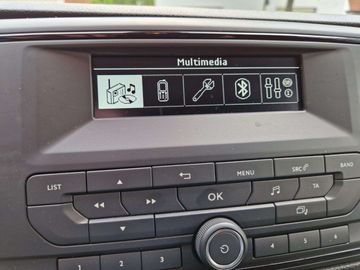 Multimedia
LIST
MENU
SRC
BAND
OK
TA
1
2
3
4
5
6